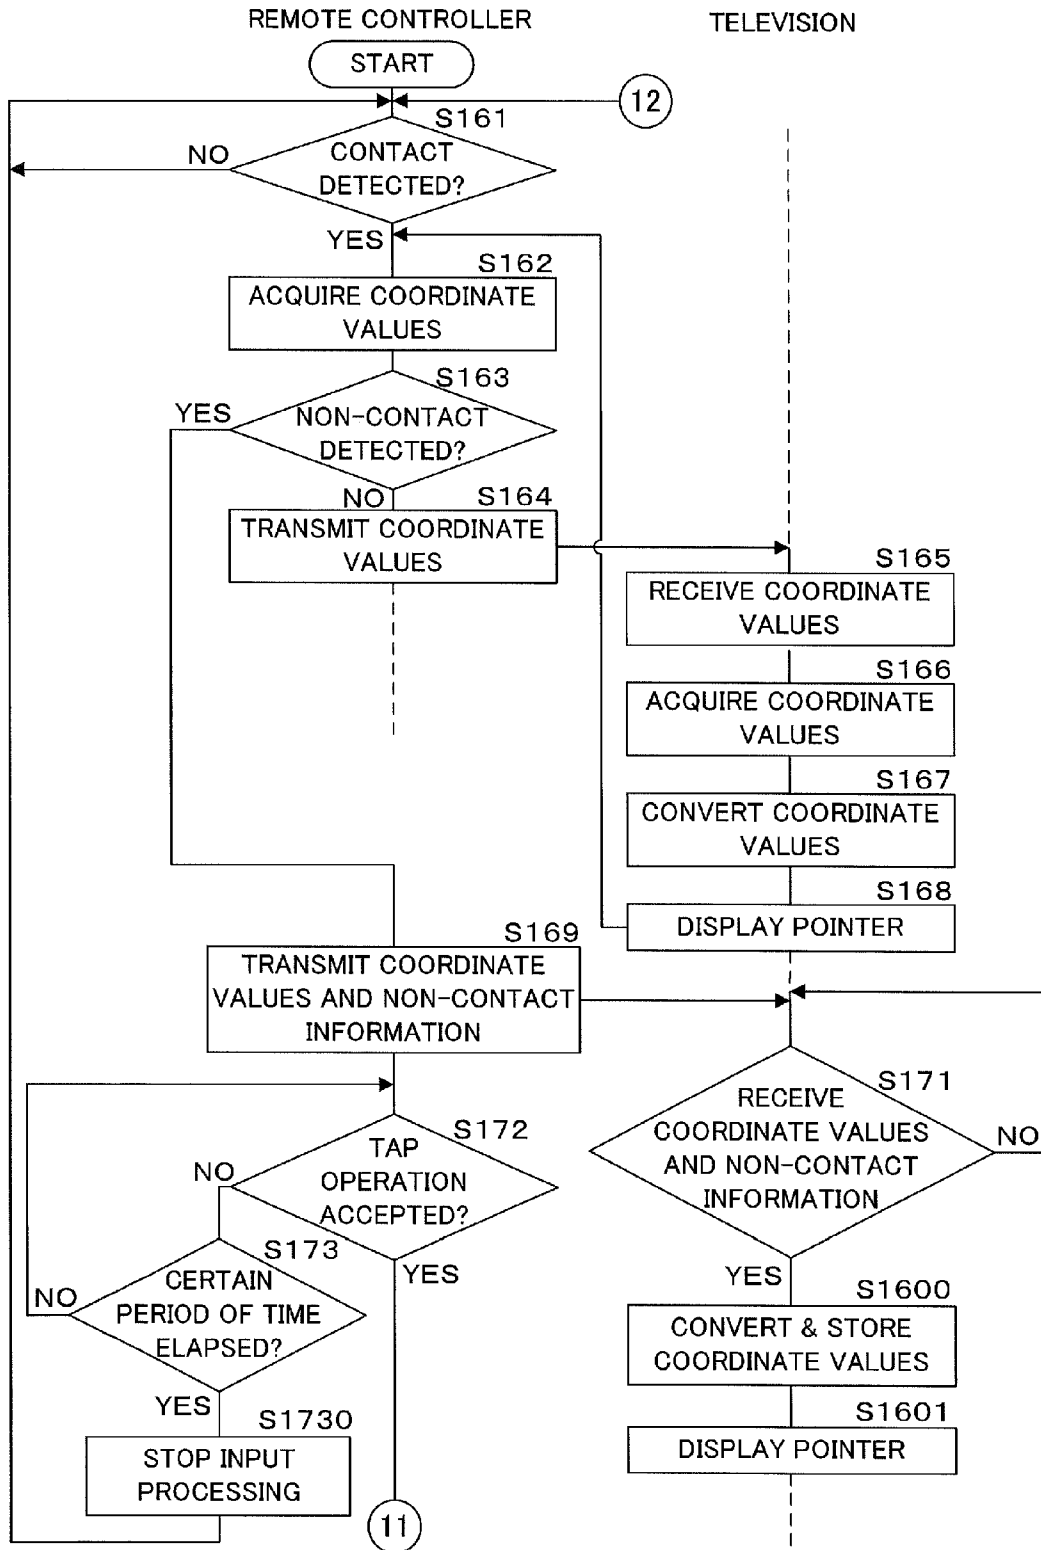 REMOTE CONTROLLER
TELEVISION
START
12
S161
NO
CONTACT
DETECTED?
YES
S162
ACQUIRE COORDINATE
VALUES
S163
YES
NON-CONTACT
DETECTED?
NO
S164
TRANSMIT COORDINATE
VALUES
S165
RECEIVE COORDINATE
VALUES
S166
ACQUIRE COORDINATE
VALUES
S167
CONVERT COORDINATE
VALUES
S168
DISPLAY POINTER
S169
TRANSMIT COORDINATE
VALUES AND NON-CONTACT
INFORMATION
S171
RECEIVE
COORDINATE VALUES
AND NON-CONTACT
INFORMATION
NO
YES
S172
TAP
OPERATION
ACCEPTED?
NO
YES
S173
CERTAIN
PERIOD OF TIME
ELAPSED?
NO
YES
S1600
CONVERT & STORE
COORDINATE VALUES
S1601
DISPLAY POINTER
S1730
STOP INPUT
PROCESSING
11